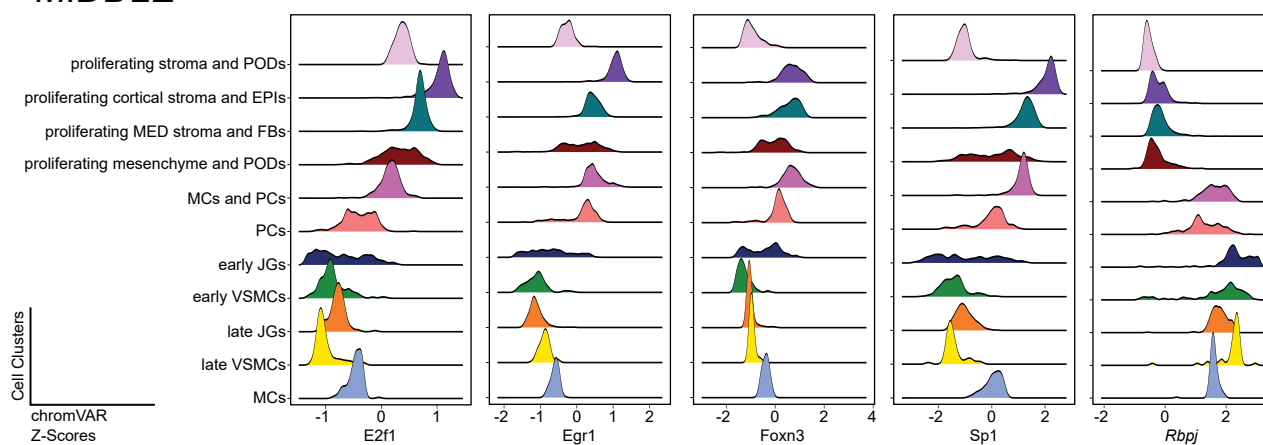 MIDDLE
proliferating stroma and PODs
proliferating cortical stroma and EPIs
proliferating MED stroma and FBs
proliferating mesenchyme and PODs
MCs and PCs
PCs
early JGs
early VSMCs
late JGs
late VSMCs
MCs
Cell Clusters
chromVAR
Z-Scores
-1 0 1
E2f1
-2 -1 0 1 2
Egr1
-2 0 2 4
Foxn3
-2 0 2
Sp1
-2 0 2
Rbpj